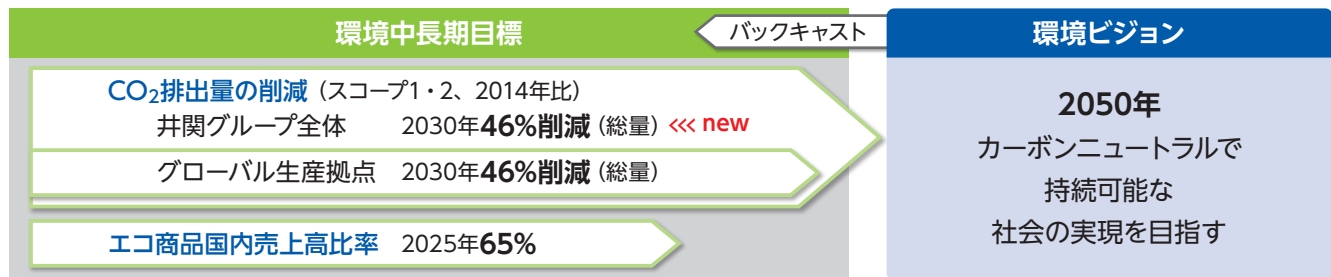 環境中長期目標
バックキャスト
環境ビジョン
CO₂排出量の削減（スコープ1・2、2014年比）
井関グループ全体 2030年46%削減（総量）<<< new
グローバル生産拠点 2030年46%削減（総量）
エコ商品国内売上高比率 2025年65%
2050年
カーボンニュートラルで
持続可能な
社会の実現を目指す